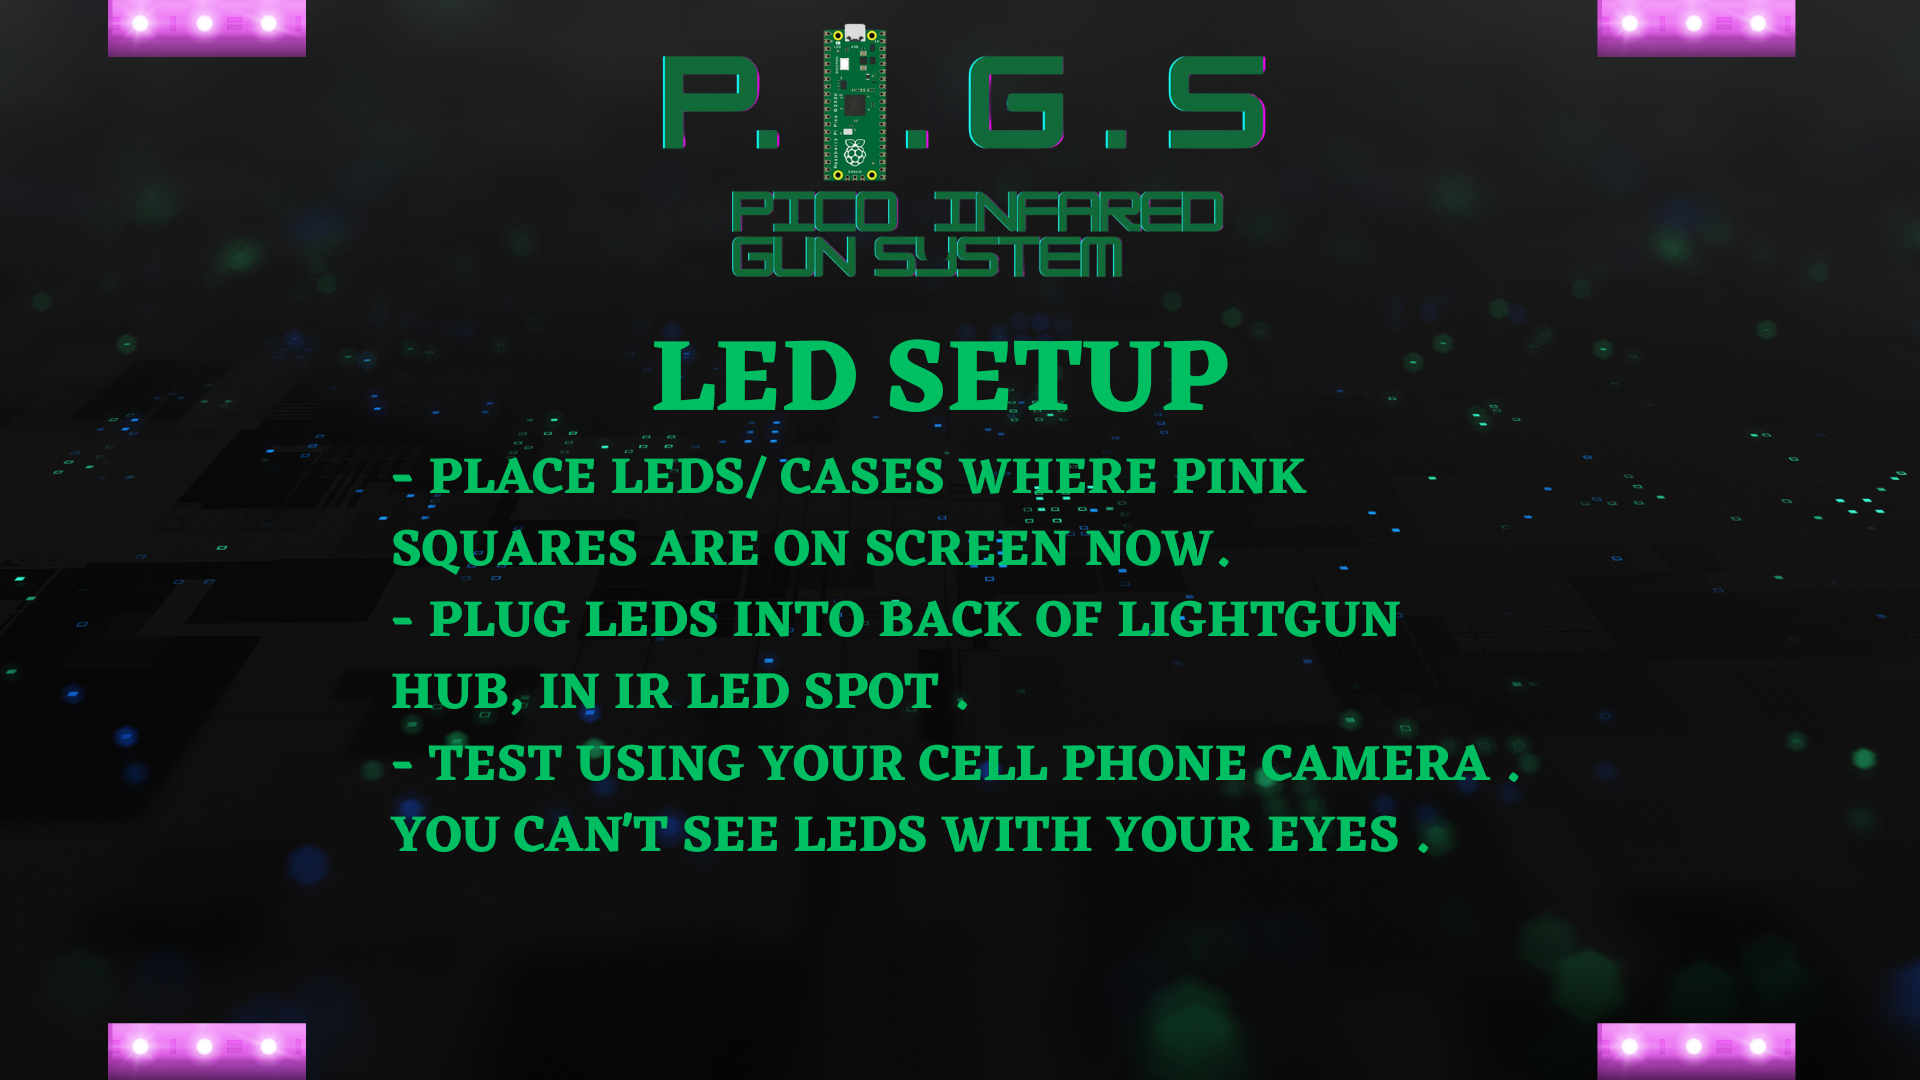 P. .G.S
PICO INFARED
GUN SYSTEM
LED SETUP
- PLACE LEDS/ CASES WHERE PINK
SQUARES ARE ON SCREEN NOW.
- PLUG LEDS INTO BACK OF LIGHTGUN
HUB, IN IR LED SPOT .
- TEST USING YOUR CELL PHONE CAMERA .
YOU CAN'T SEE LEDS WITH YOUR EYES .